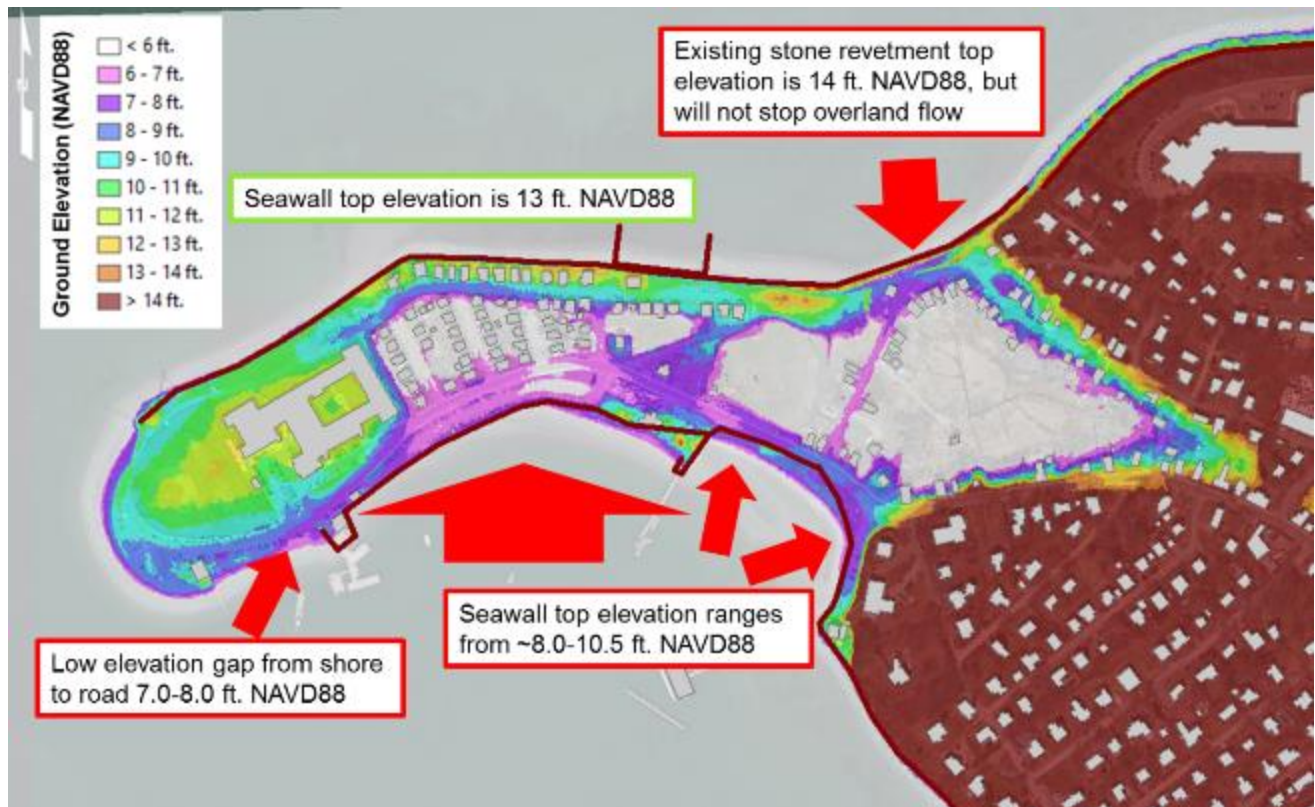 Ground Elevation (NAVD88)
< 6 ft.
6 - 7 ft.
7 - 8 ft.
8 - 9 ft.
9 - 10 ft.
10 - 11 ft.
11 - 12 ft.
12 - 13 ft.
13 - 14 ft.
> 14 ft.
Existing stone revetment top
elevation is 14 ft. NAVD88, but
will not stop overland flow
Seawall top elevation is 13 ft. NAVD88
Seawall top elevation ranges
from ~8.0-10.5 ft. NAVD88
Low elevation gap from shore
to road 7.0-8.0 ft. NAVD88